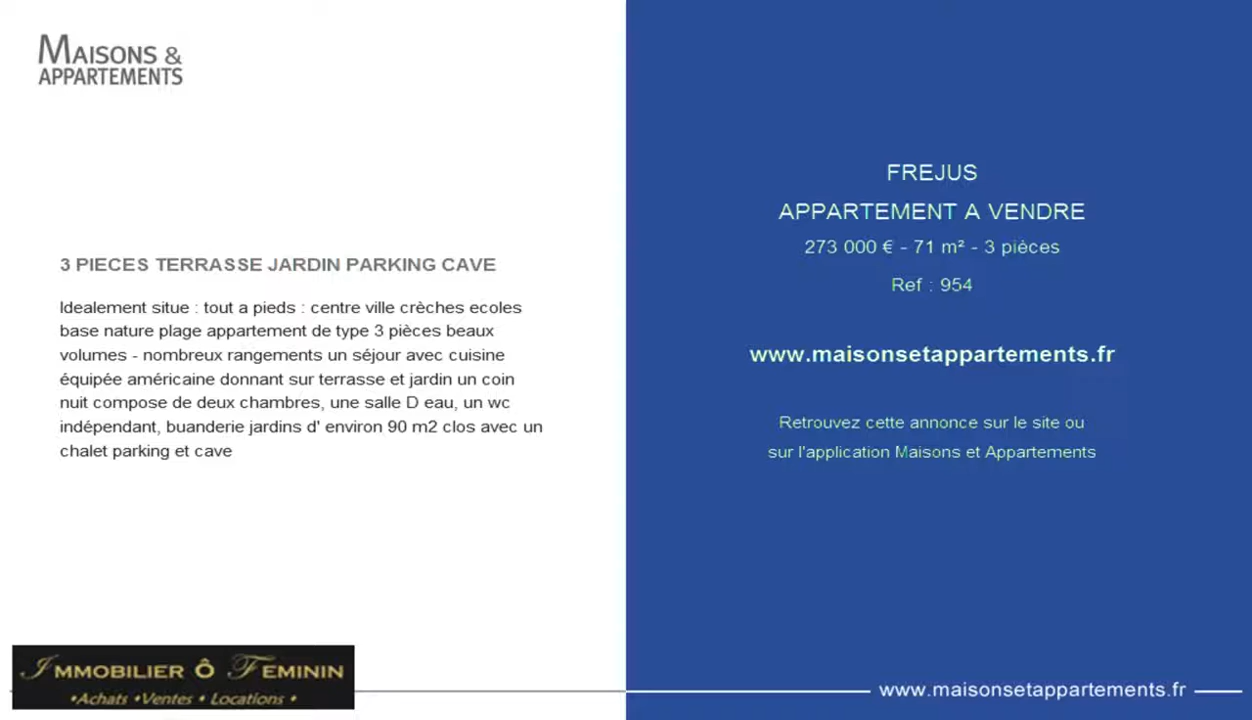 MAISONS &
APPARTEMENTS
3 PIECES TERRASSE JARDIN PARKING CAVE
Idealement situe : tout a pieds : centre ville crèches ecoles
base nature plage appartement de type 3 pièces beaux
volumes - nombreux rangements un séjour avec cuisine
équipée américaine donnant sur terrasse et jardin un coin
nuit compose de deux chambres, une salle D eau, un wc
indépendant, buanderie jardins d' environ 90 m2 clos avec un
chalet parking et cave
IMMOBILIER Ô FEMININ
•Achats •Ventes • Locations •
FREJUS
APPARTEMENT A VENDRE
273 000 € - 71 m² - 3 pièces
Ref : 954
www.maisonsetappartements.fr
Retrouvez cette annonce sur le site ou
sur l'application Maisons et Appartements
www.maisonsetappartements.fr